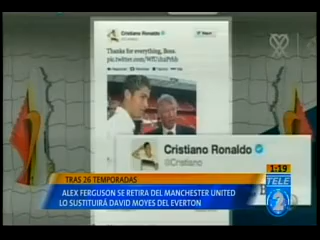 Cristiano Ronaldo
@Cristiano
Thanks for everything, Boss.
Cristiano Ronaldo
@Cristiano
1:19
TELE
2
TRAS 26 TEMPORADAS
ALEX FERGUSON SE RETIRA DEL MANCHESTER UNITED
LO SUSTITUIRÁ DAVID MOYES DEL EVERTON